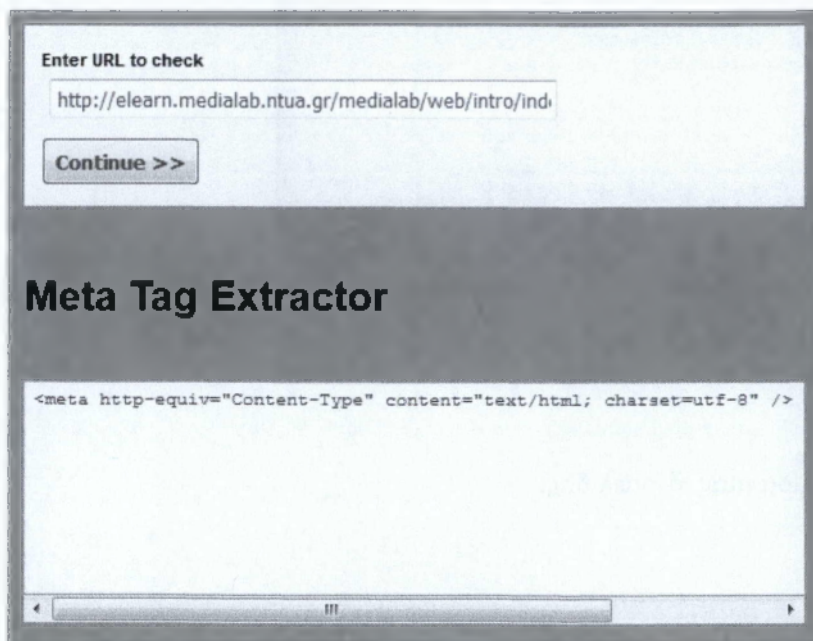 Enter URL to check
http://elearn.medialab.ntua.gr/medialab/web/intro/ind
Continue >>
Meta Tag Extractor
<meta http-equiv="Content-Type" content="text/html; charset=utf-8" />